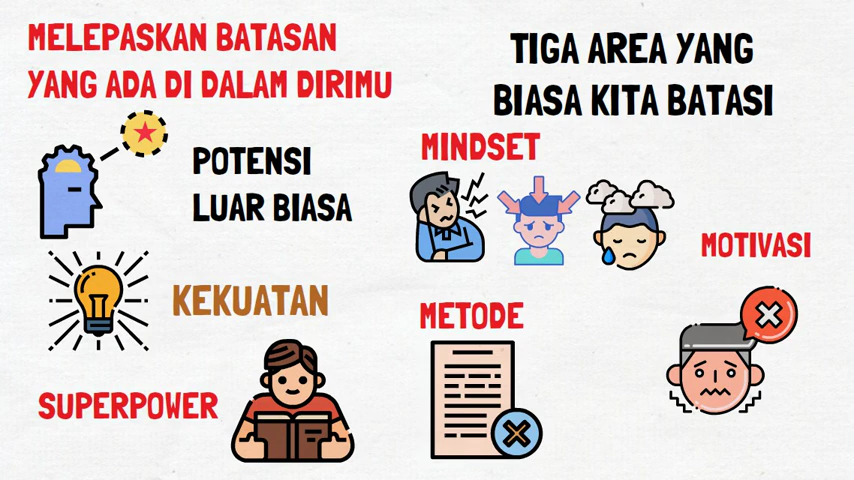 MELEPASKAN BATASAN
YANG ADA DI DALAM DIRIMU
POTENSI
LUAR BIASA
KEKUATAN
SUPERPOWER
TIGA AREA YANG
BIASA KITA BATASI
MINDSET
MOTIVASI
METODE